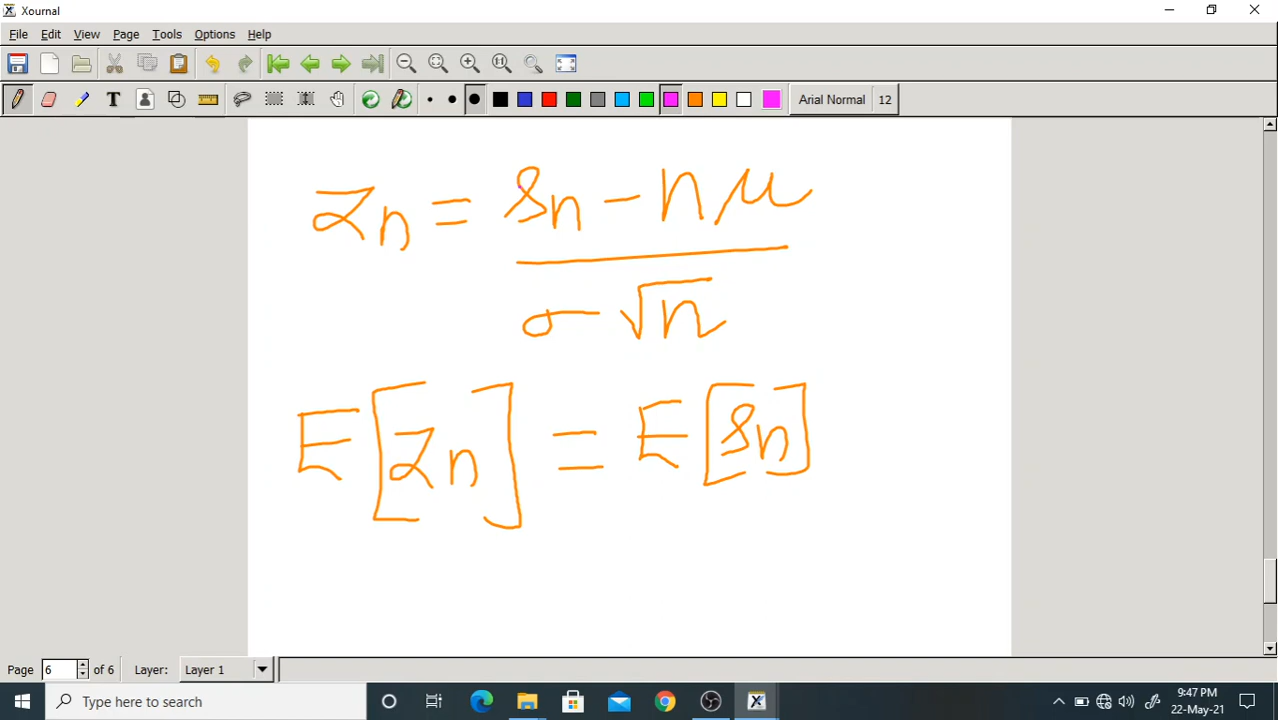 Xournal
File Edit View Page Tools Options Help
Arial Normal 12
Zn = Sn - nμ
σ √n
E[Zn] = E[Sn]
Page 6 of 6 Layer: Layer 1
Type here to search
9:47 PM
22-May-21